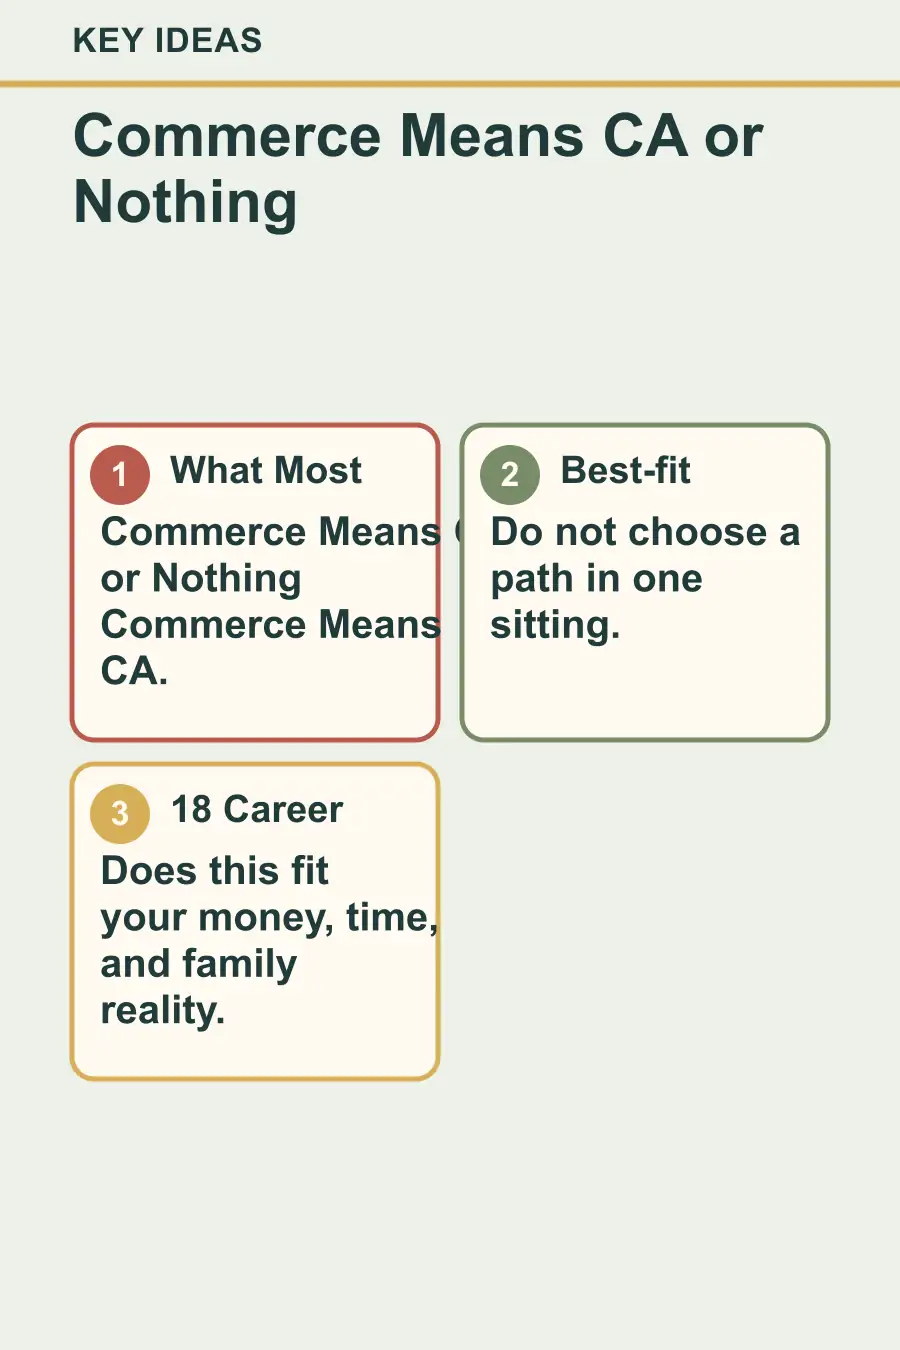 KEY IDEAS
Commerce Means CA or
Nothing
1 What Most
Commerce Means
or Nothing
Commerce Means
CA.
2 Best-fit
Do not choose a
path in one
sitting.
3 18 Career
Does this fit
your money, time,
and family
reality.